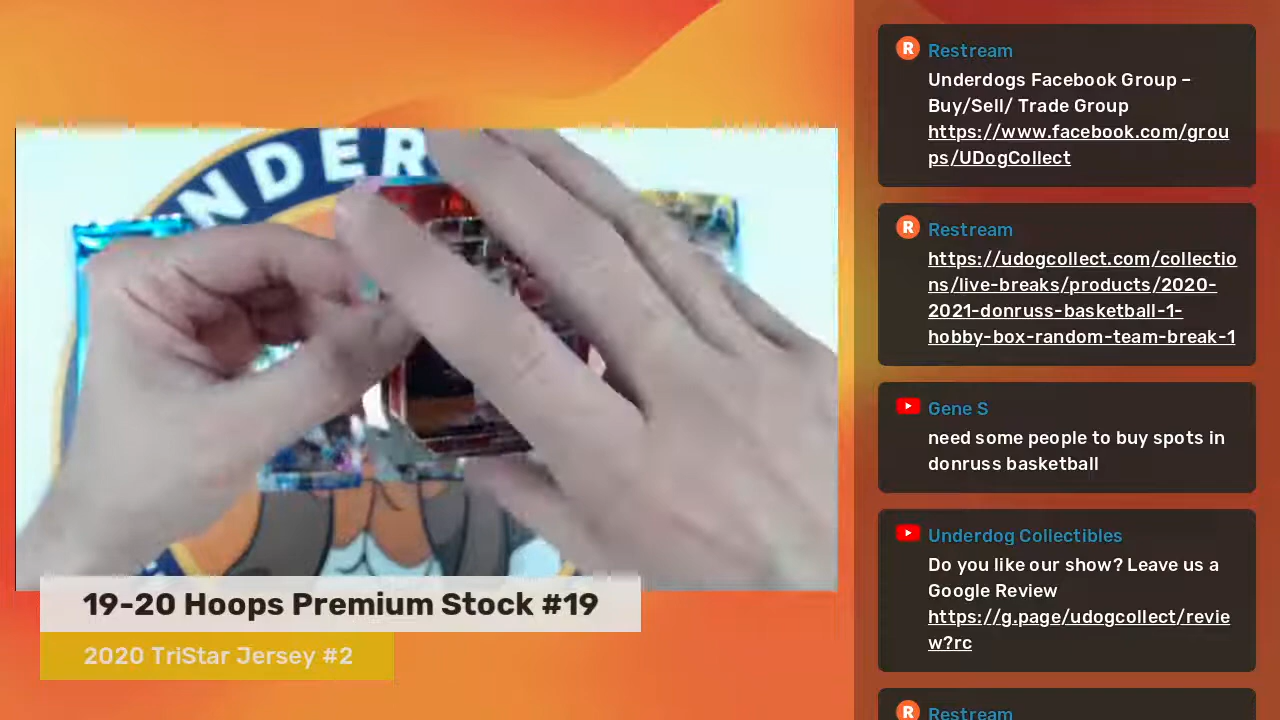 NDER
19-20 Hoops Premium Stock #19
2020 TriStar Jersey #2
Restream
Underdogs Facebook Group –
Buy/Sell/ Trade Group
https://www.facebook.com/grou
ps/UDogCollect
Restream
https://udogcollect.com/collectio
ns/live-breaks/products/2020-
2021-donruss-basketball-1-
hobby-box-random-team-break-1
Gene S
need some people to buy spots in
donruss basketball
Underdog Collectibles
Do you like our show? Leave us a
Google Review
https://g.page/udogcollect/revie
w?rc
Restream